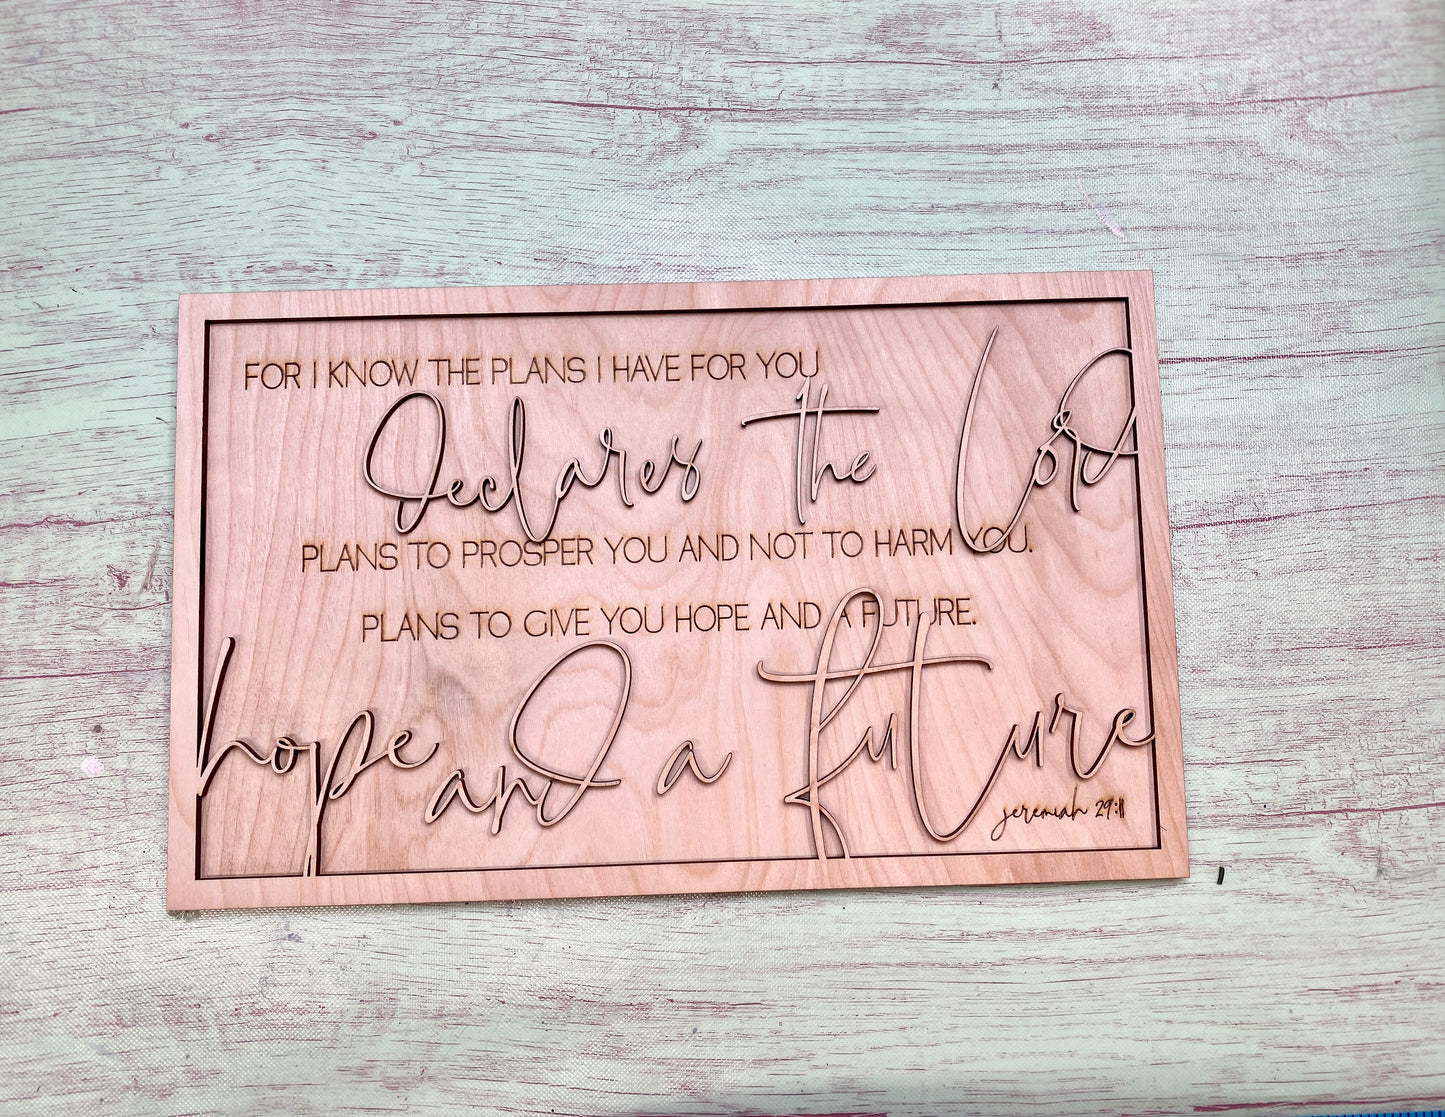 FOR I KNOW THE PLANS I HAVE FOR YOU
Declares the Lord
PLANS TO PROSPER YOU AND NOT TO HARM YOU.
PLANS TO GIVE YOU HOPE AND A FUTURE.
hope and a future
jeremiah 29:11